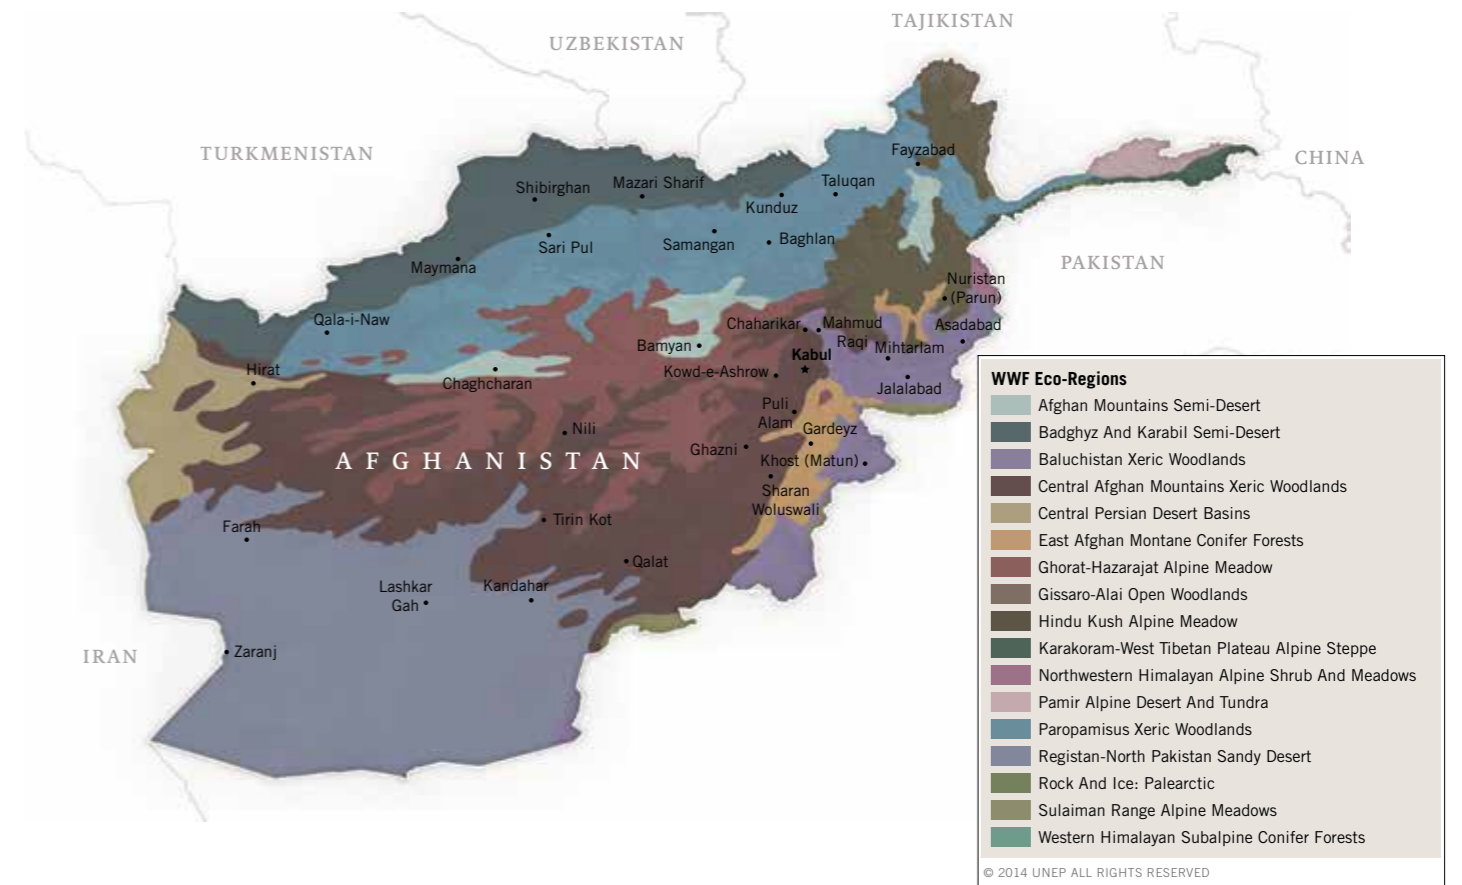 TAJIKISTAN
UZBEKISTAN
TURKMENISTAN
CHINA
PAKISTAN
IRAN
AFGHANISTAN
Fayzabad
Shibirghan
Mazari Sharif
Taluqan
Kunduz
Sari Pul
Samangan
Baghlan
Maymana
Nuristan
(Parun)
Qala-i-Naw
Chaharikar
Mahmud
Raqi
Asadabad
Bamyan
Kabul
Mihtarlam
Hirat
Chaghcharan
Kowd-e-Ashrow
Jalalabad
Puli
Alam
Nili
Gardeyz
Ghazni
Khost (Matun)
Sharan
Woluswali
Farah
Tirin Kot
Qalat
Lashkar
Gah
Kandahar
Zaranj
WWF Eco-Regions
Afghan Mountains Semi-Desert
Badghyz And Karabil Semi-Desert
Baluchistan Xeric Woodlands
Central Afghan Mountains Xeric Woodlands
Central Persian Desert Basins
East Afghan Montane Conifer Forests
Ghorat-Hazarajat Alpine Meadow
Gissaro-Alai Open Woodlands
Hindu Kush Alpine Meadow
Karakoram-West Tibetan Plateau Alpine Steppe
Northwestern Himalayan Alpine Shrub And Meadows
Pamir Alpine Desert And Tundra
Paropamisus Xeric Woodlands
Registan-North Pakistan Sandy Desert
Rock And Ice: Palearctic
Sulaiman Range Alpine Meadows
Western Himalayan Subalpine Conifer Forests
© 2014 UNEP ALL RIGHTS RESERVED